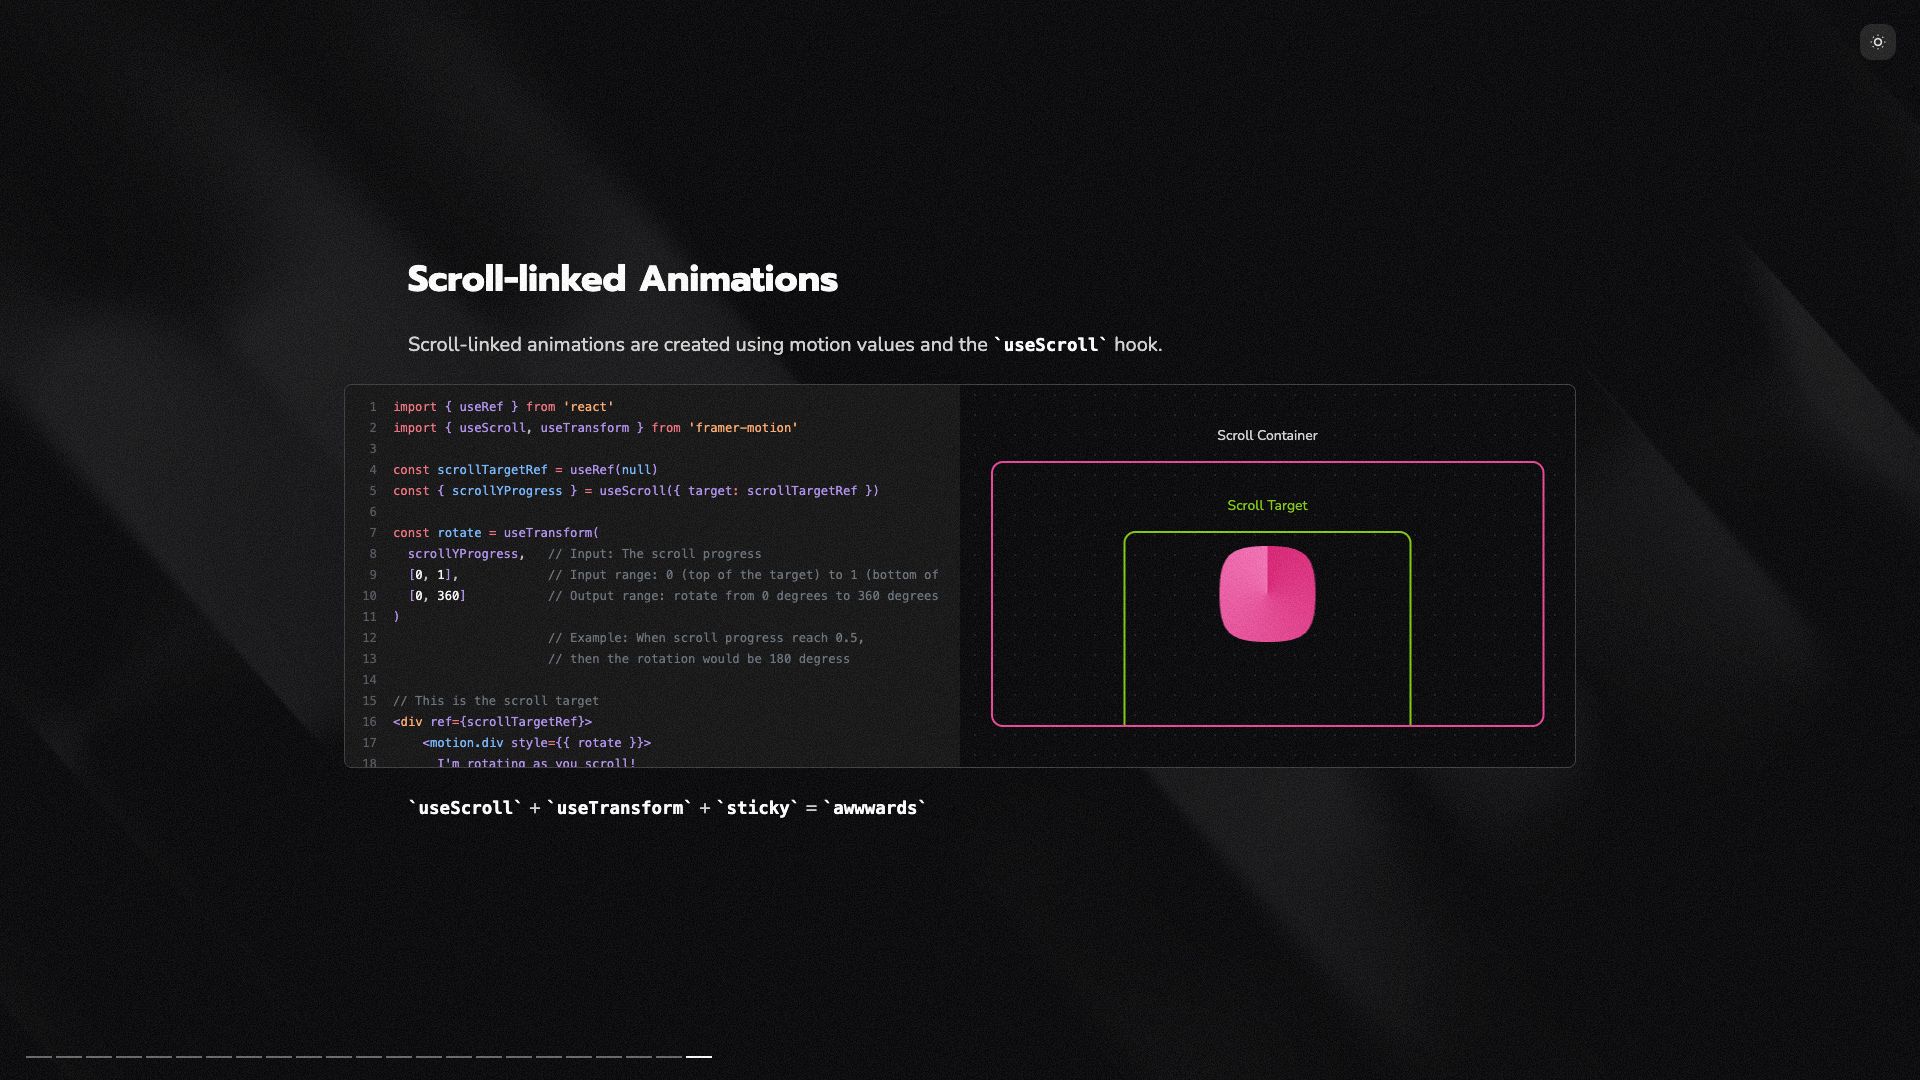 Scroll-linked Animations
Scroll-linked animations are created using motion values and the `useScroll` hook.
1 import { useRef } from 'react'
2 import { useScroll, useTransform } from 'framer-motion'
3
4 const scrollTargetRef = useRef(null)
5 const { scrollYProgress } = useScroll({ target: scrollTargetRef })
6
7 const rotate = useTransform(
8   scrollYProgress,   // Input: The scroll progress
9   [0, 1],            // Input range: 0 (top of the target) to 1 (bottom of
10   [0, 360]           // Output range: rotate from 0 degrees to 360 degrees
11 )
12                      // Example: When scroll progress reach 0.5,
13                      // then the rotation would be 180 degress
14
15 // This is the scroll target
16 <div ref={scrollTargetRef}>
17     <motion.div style={{ rotate }}>
18       I'm rotating as you scroll!
Scroll Container
Scroll Target
`useScroll` + `useTransform` + `sticky` = `awwwards`